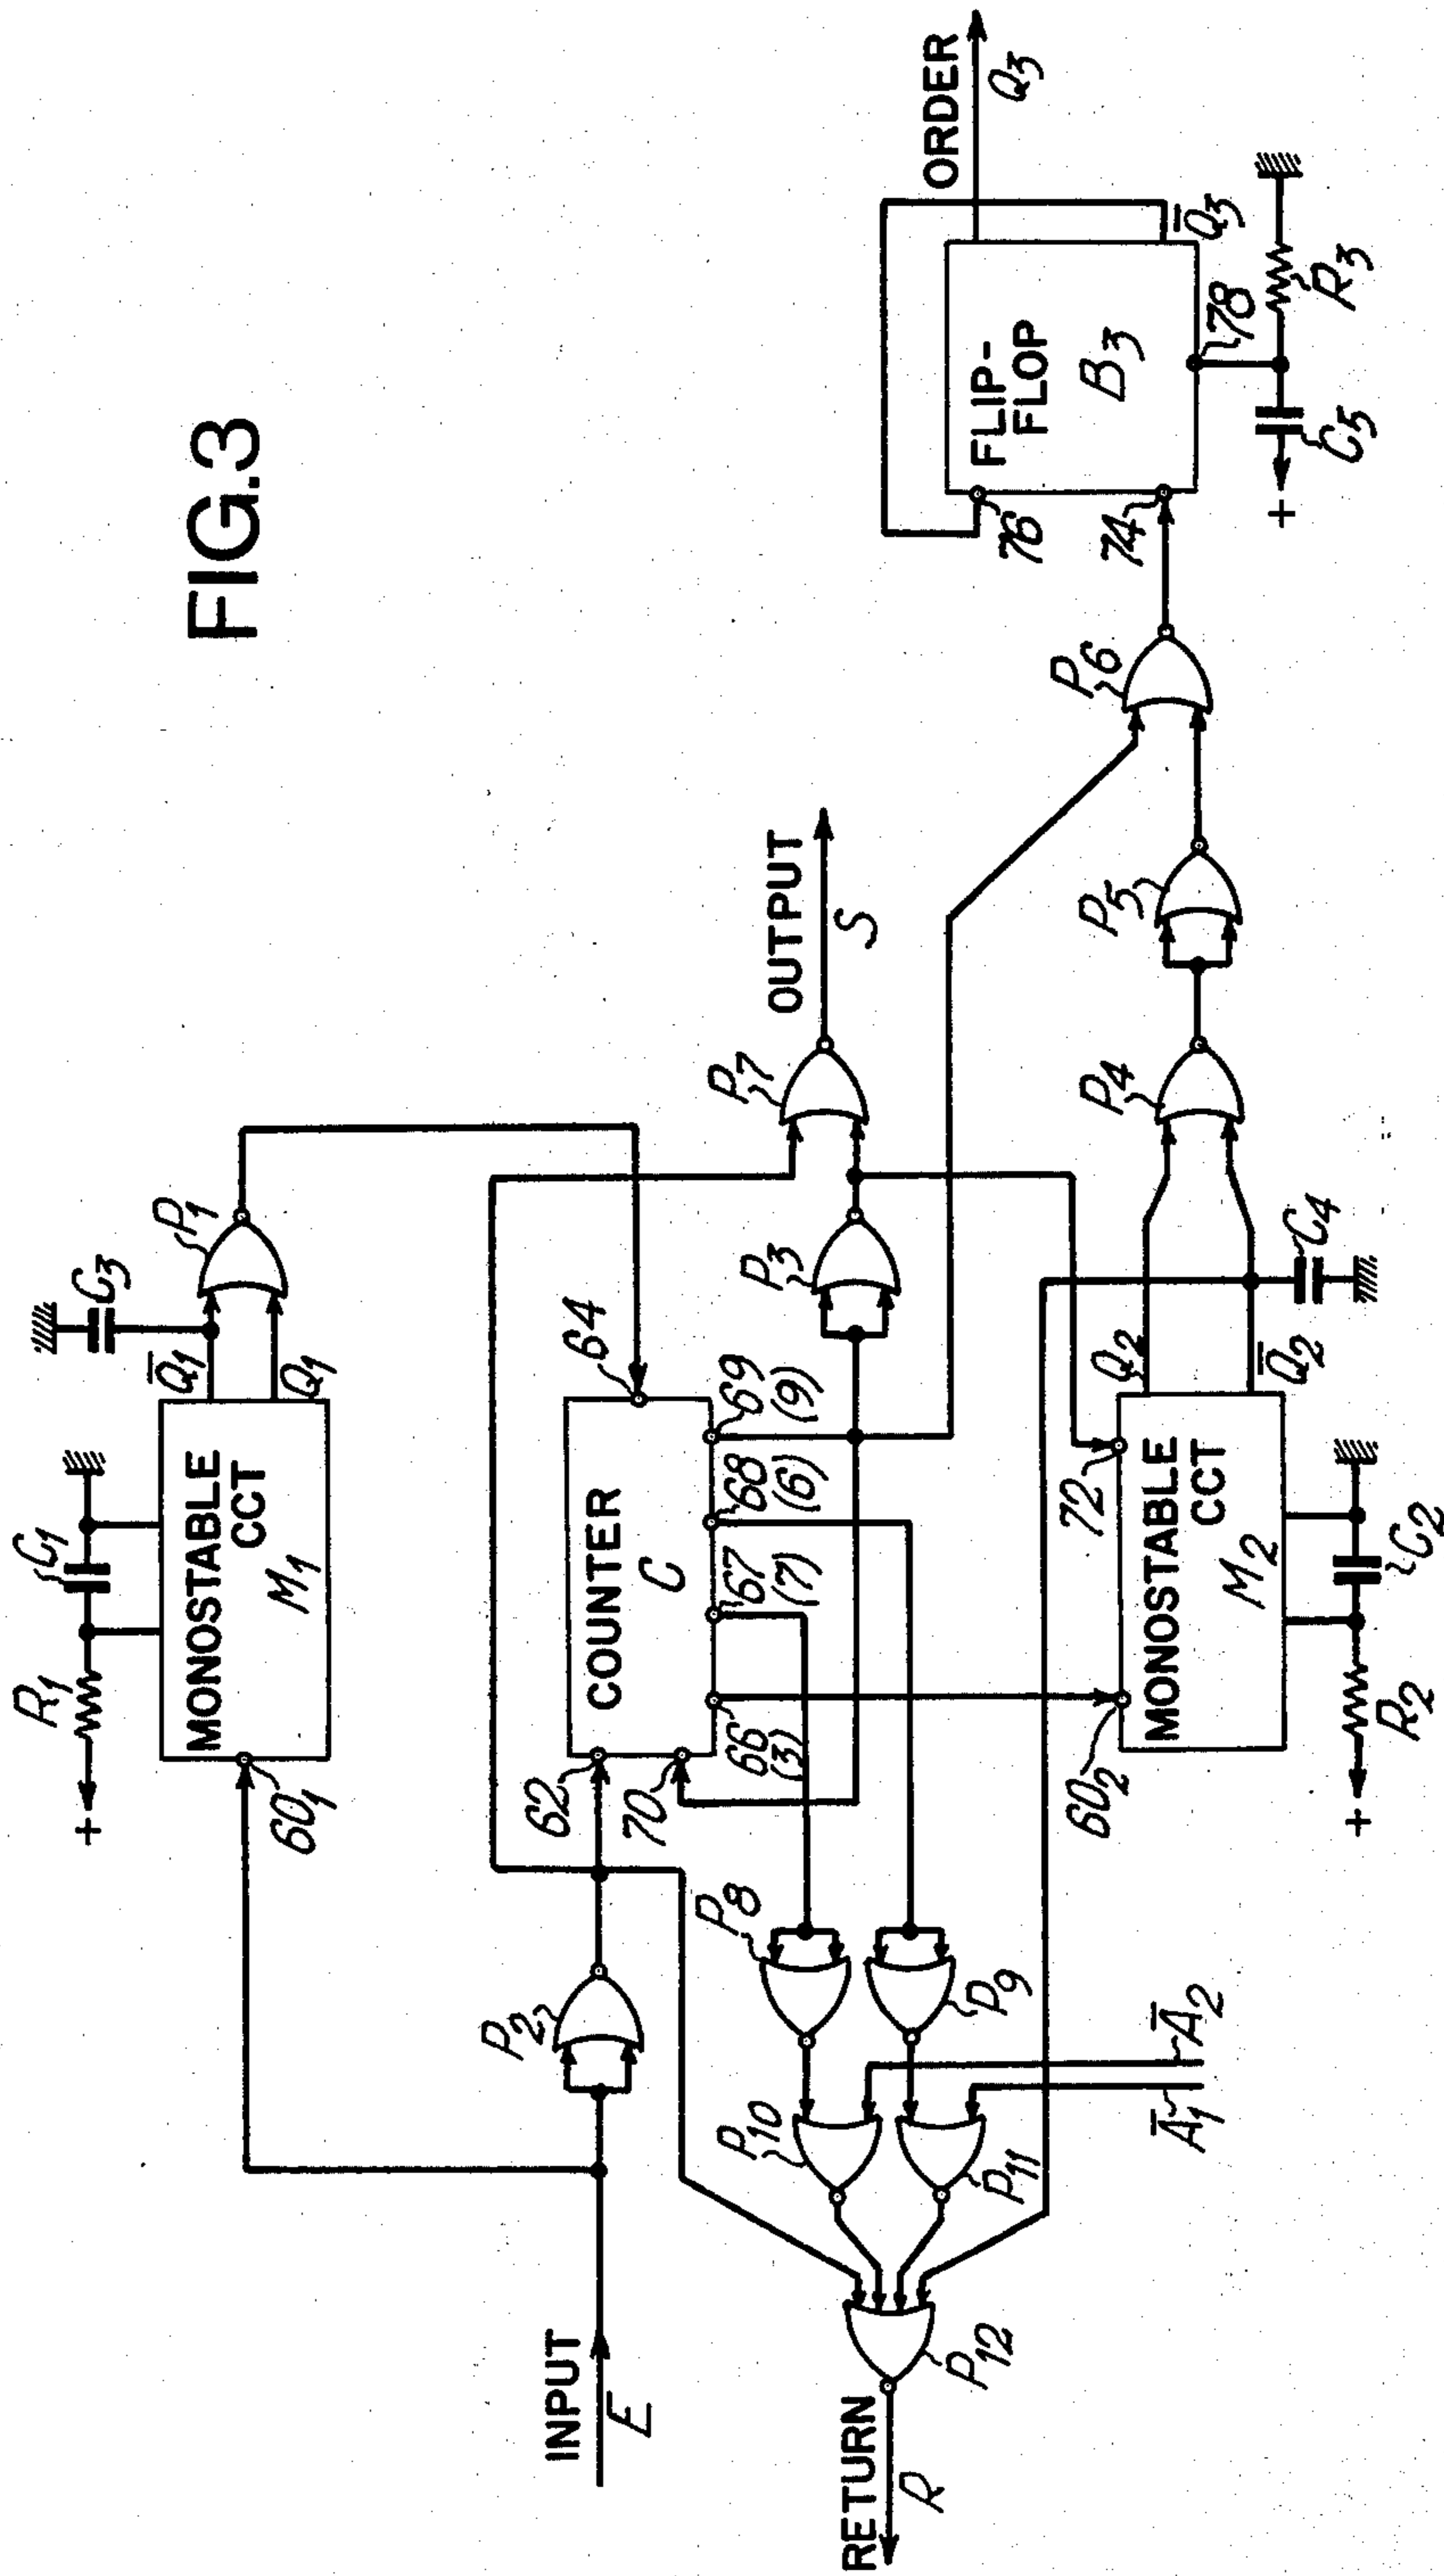 FIG.3
R1
C1
+
MONOSTABLE
CCT
M1
601
C3
Q̅1
Q1
P1
INPUT
E̅
P2
62
70
COUNTER
C
64
66
(3)
67
(7)
68
(6)
69
(9)
P3
P7
OUTPUT
S
P8
P9
P10
P11
P12
RETURN
R
A̅1
A̅2
602
72
MONOSTABLE
CCT
M2
R2
C2
+
Q2
Q̅2
C4
P4
P5
P6
76
74
FLIP-
FLOP
B3
78
ORDER
Q3
Q̅3
R3
C5
+